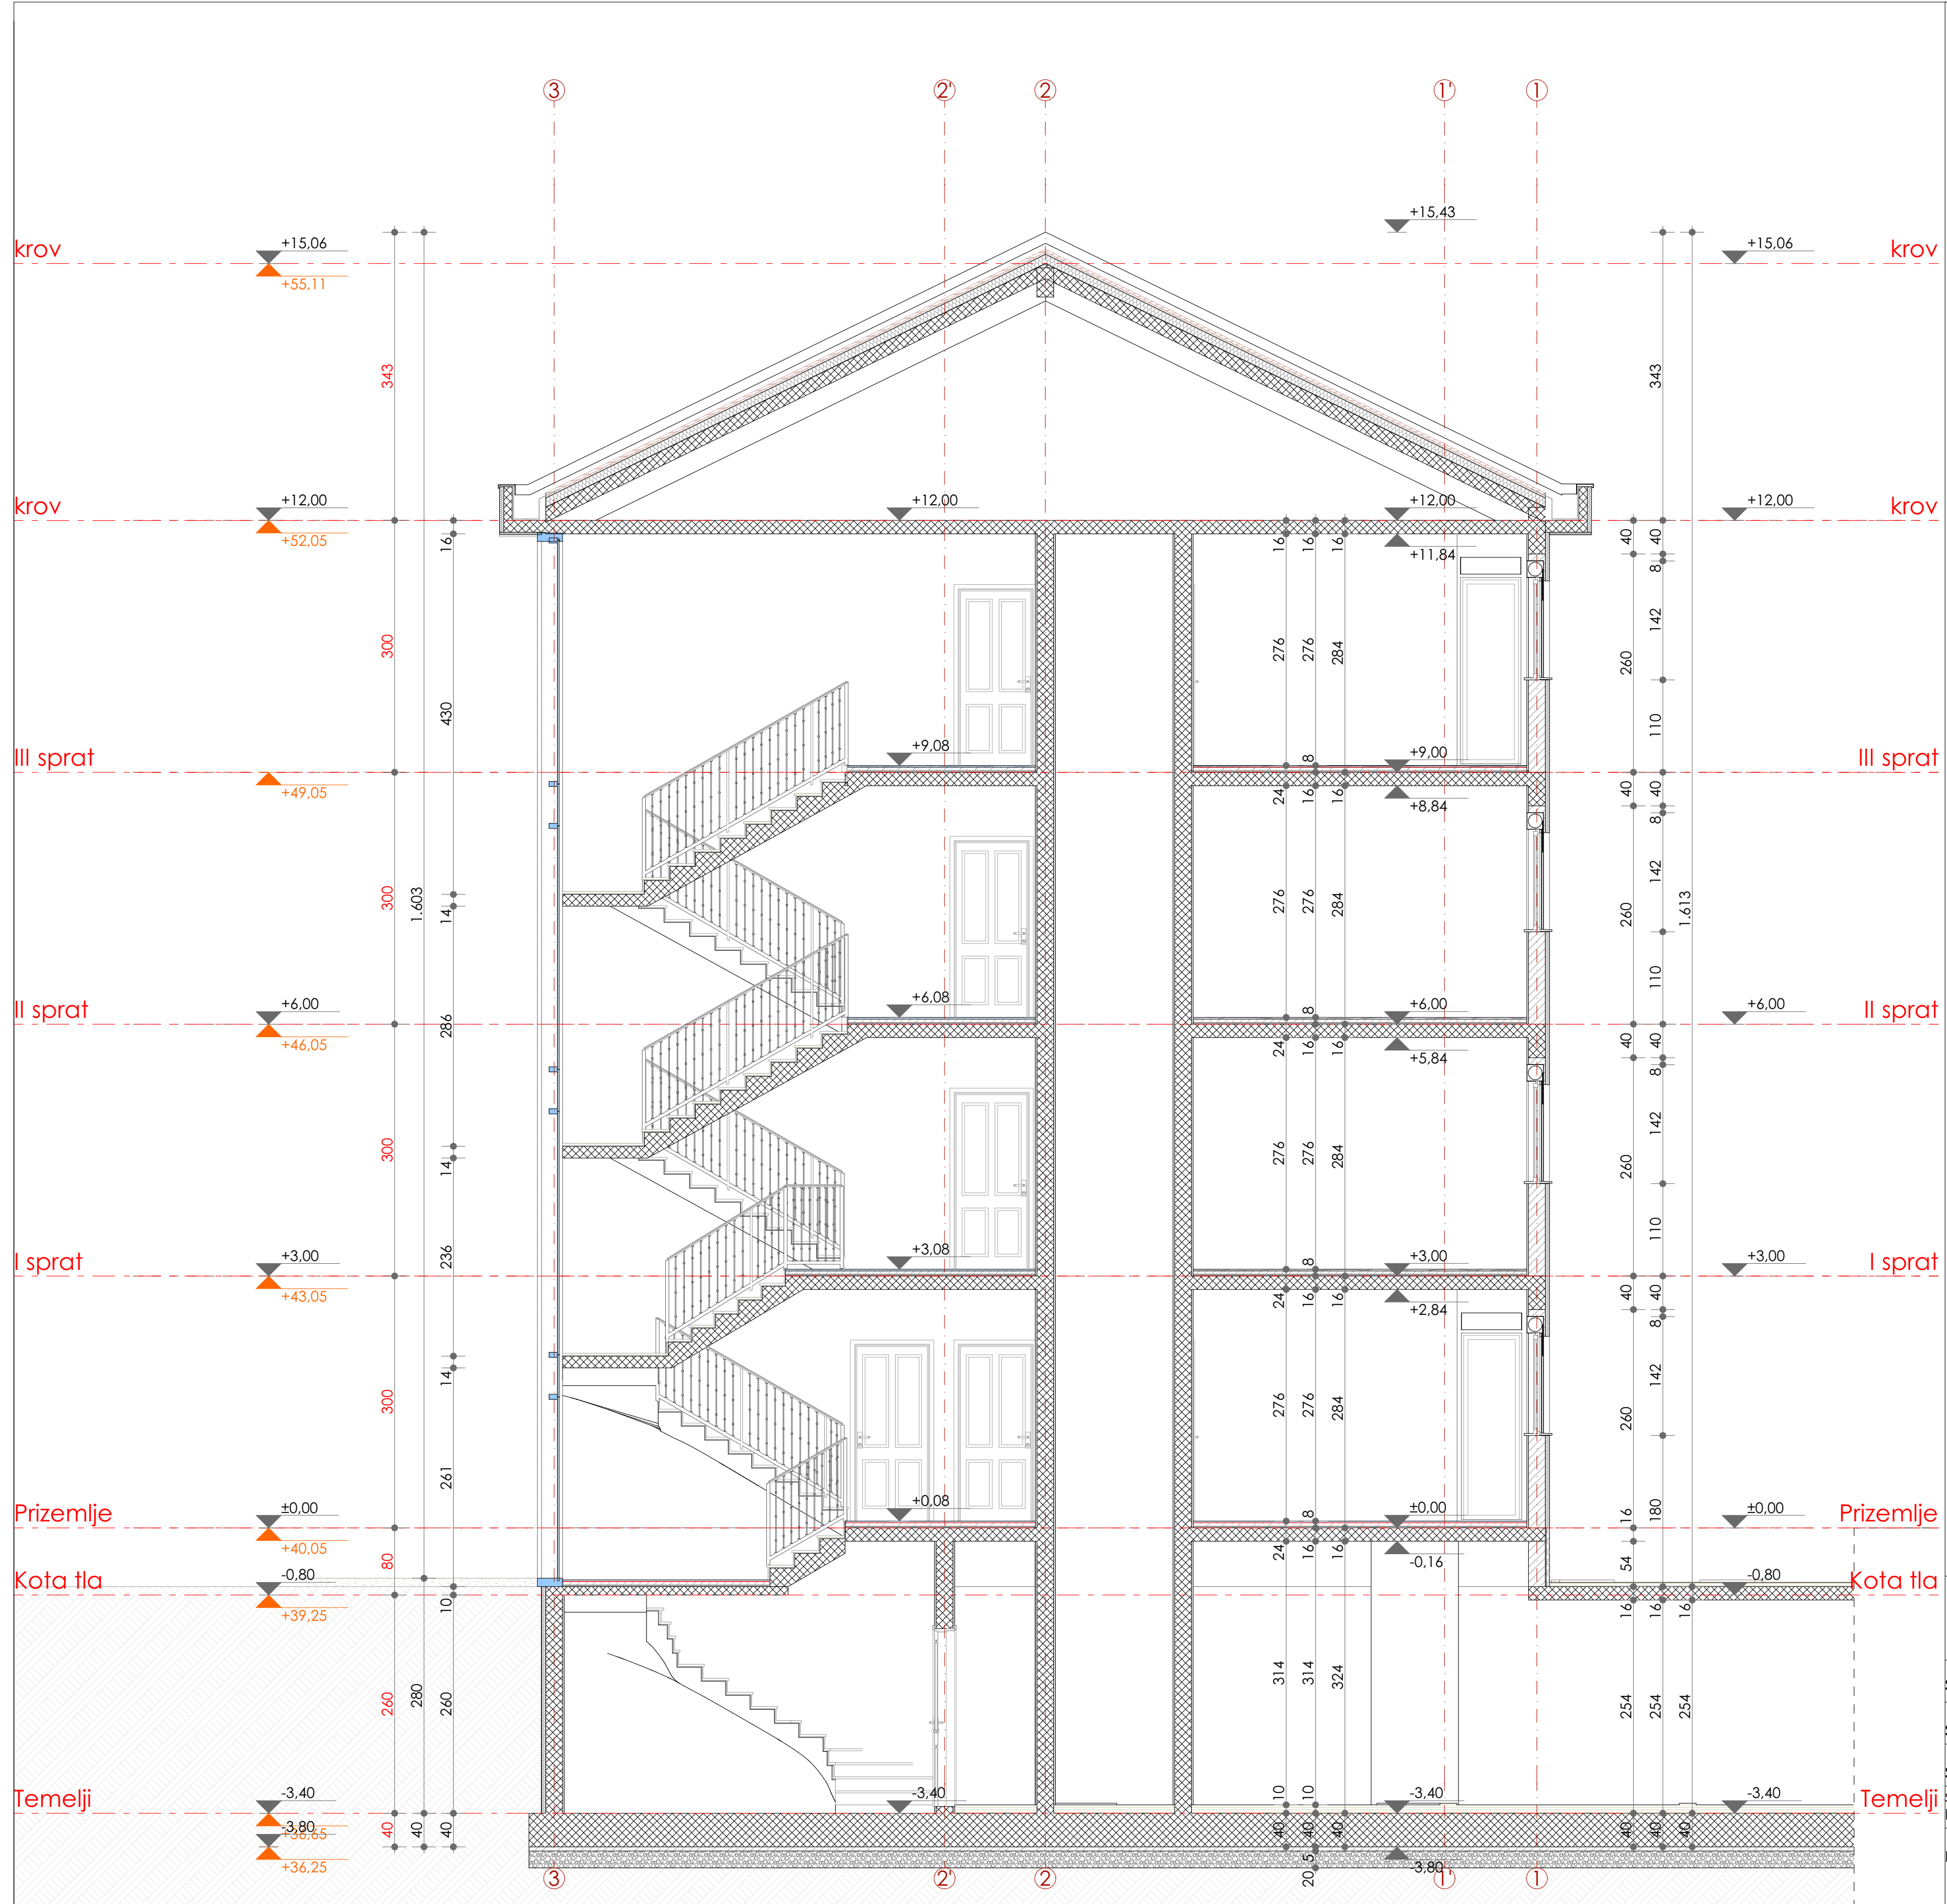 3 2' 2 1' 1
+15,43
krov +15,06 +15,06 krov
+55,11
343 343
krov +12,00 +12,00 +12,00 +12,00 krov
+52,05 +11,84
16 16 16 16 40 40
8
300 430 276 276 284 260 142
110
III sprat +9,08 +9,00 III sprat
+49,05 +8,84
8
24 16 16 40 40
8
300 1.603 14 276 276 284 260 142 1.613
110
II sprat +6,00 +6,08 +6,00 +6,00 II sprat
+46,05 +5,84
286 8
24 16 16 40 40
8
300 14 276 276 284 260 142
110
I sprat +3,00 +3,08 +3,00 +3,00 I sprat
+43,05 +2,84
236 8
24 16 16 40 40
8
300 14 276 276 284 260 142
261 180
Prizemlje ±0,00 +0,08 ±0,00 ±0,00 Prizemlje
+40,05 -0,16
8 16
80 24 16 16 54
Kota tla -0,80 -0,80 Kota tla
+39,25
10 16 16 16
260 280 260 314 314 324 254 254 254
Temelji -3,40 -3,40 -3,40 -3,40 Temelji
10 10
+36,65
-3,80
40 40 40 40 40 40 40 40 40
+36,25 -3,80
20 5
3 2' 2 1' 1